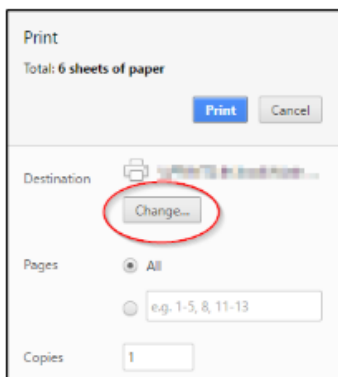 Print
Total: 6 sheets of paper
Print Cancel
Destination
Change...
Pages All
e.g. 1-5, 8, 11-13
Copies 1